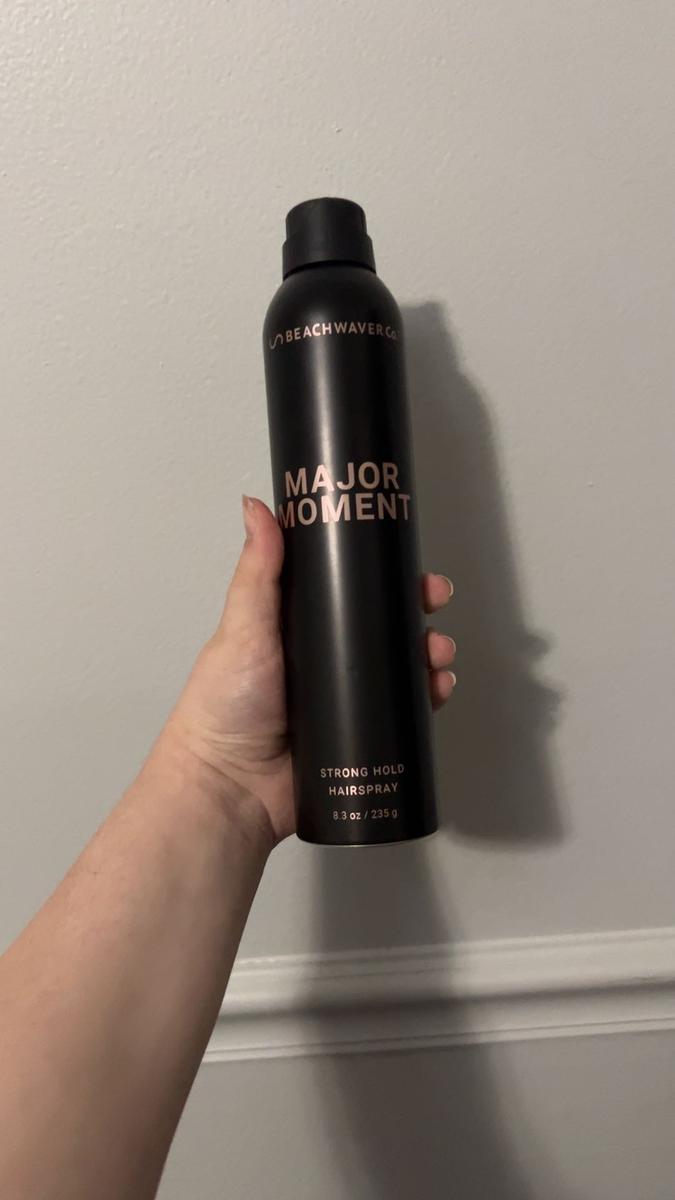 BEACHWAVER Co.
MAJOR
MOMENT
STRONG HOLD
HAIRSPRAY
8.3 oz / 235 g